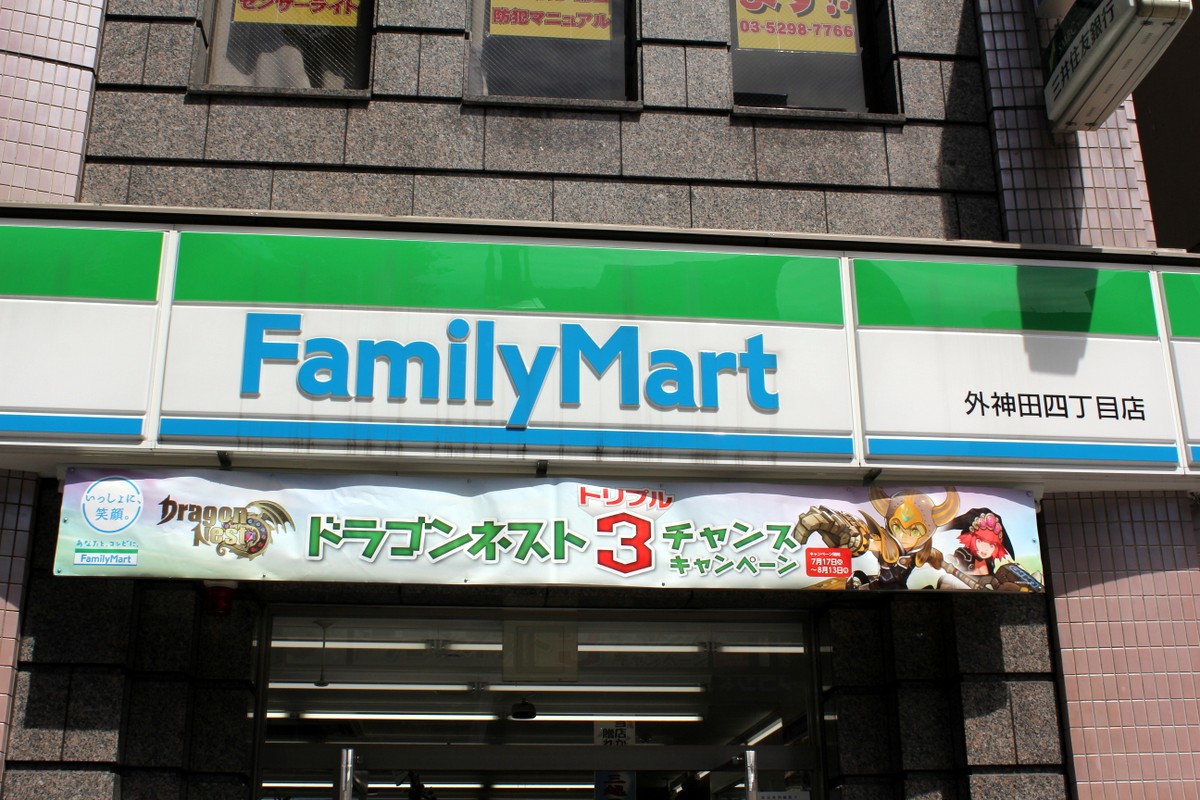 センサーライト
防犯マニュアル
ます!!
03-5298-7766
三井住友銀行
FamilyMart
外神田四丁目店
いっしょに、
笑顔。
あなたと、コンビに、
FamilyMart
Dragon
Nest
ドラゴンネスト
トリプル
3
チャンス
キャンペーン
キャンペーン期間
7月17日
~8月13日